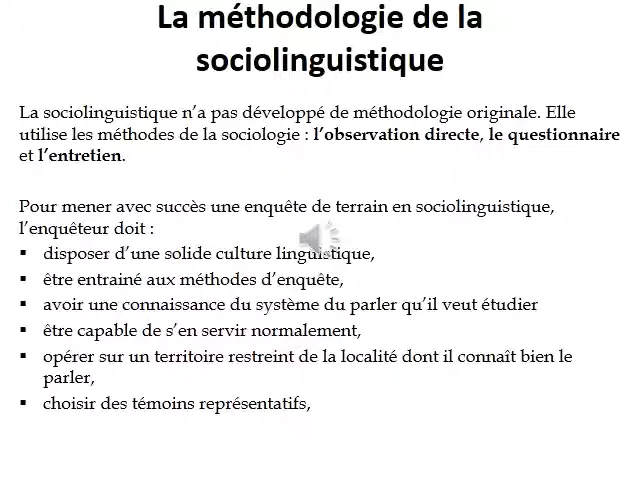 La méthodologie de la
sociolinguistique
La sociolinguistique n’a pas développé de méthodologie originale. Elle
utilise les méthodes de la sociologie : l’observation directe, le questionnaire
et l’entretien.
Pour mener avec succès une enquête de terrain en sociolinguistique,
l’enquêteur doit :
▪ disposer d’une solide culture linguistique,
▪ être entrainé aux méthodes d’enquête,
▪ avoir une connaissance du système du parler qu’il veut étudier
▪ être capable de s’en servir normalement,
▪ opérer sur un territoire restreint de la localité dont il connaît bien le
parler,
▪ choisir des témoins représentatifs,